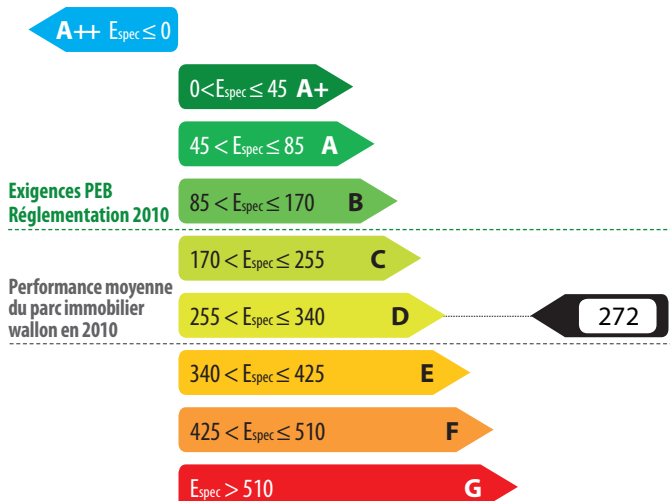 A++ Espec ≤ 0
0 < Espec ≤ 45 A+
45 < Espec ≤ 85 A
Exigences PEB
Réglementation 2010
85 < Espec ≤ 170 B
170 < Espec ≤ 255 C
Performance moyenne
du parc immobilier
wallon en 2010
255 < Espec ≤ 340 D
272
340 < Espec ≤ 425 E
425 < Espec ≤ 510 F
Espec > 510 G